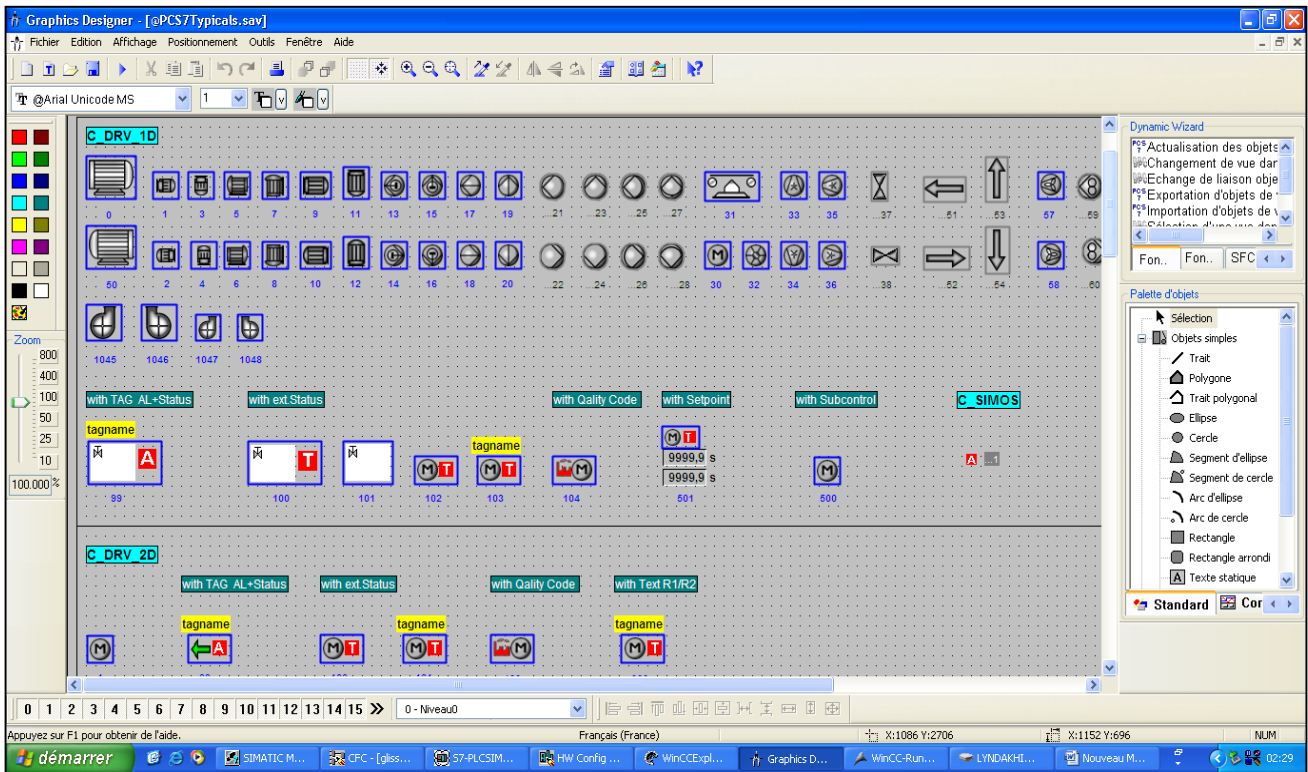 Graphics Designer - [@PCS7Typicals.sav]
Fichier Edition Affichage Positionnement Outils Fenêtre Aide
@Arial Unicode MS 1
C_DRV_1D
0 1 3 5 7 9 11 13 15 17 19 ...21 ...23 ...25 ...27 31 33 35 ...37 ...51 ...53 57 ...59
50 2 4 6 8 10 12 14 16 18 20 ...22 ...24 ...26 ...28 30 32 34 36 ...38 ...52 ...54 58 ...60
1045 1046 1047 1048
with TAG AL+Status with ext.Status with Qality Code with Setpoint with Subcontrol C_SIMOS
tagname
A T tagname
M T M T M M T M A ...1
9999,9 s
9999,9 s
99 100 101 102 103 104 501 500
C_DRV_2D
with TAG AL+Status with ext.Status with Qality Code with Text R1/R2
tagname tagname tagname
M A M T M T M M T
Zoom
800
400
100
50
25
10
100.000 %
Dynamic Wizard
Actualisation des objets
Changement de vue dar
Echange de liaison obje
Exportation d'objets de
Importation d'objets de v
Sélection d'une vue dan
Fon.. Fon.. SFC
Palette d'objets
Sélection
Objets simples
Trait
Polygone
Trait polygonal
Ellipse
Cercle
Segment d'ellipse
Segment de cercle
Arc d'ellipse
Arc de cercle
Rectangle
Rectangle arrondi
Texte statique
Standard Cor
0 1 2 3 4 5 6 7 8 9 10 11 12 13 14 15 0 - Niveau0
Appuyez sur F1 pour obtenir de l'aide. Français (France) X:1086 Y:2706 X:1152 Y:696 NUM
démarrer SIMATIC M... CFC - [gliss... S7-PLCSIM... HW Config ... WinCCExpl... Graphics D... WinCC-Run... LYNDAKHI... Nouveau M... 02:29